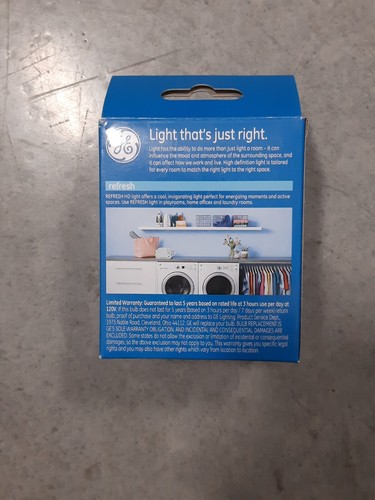 GE
Light that's just right.
Light has the ability to do more than just light a room - it can
influence the mood and atmosphere of the surrounding space, and
it can affect how we work and live. High definition light is tailored
for every room to match the right light to the right space.
refresh
REFRESH HD light offers a cool, invigorating light perfect for energizing moments and active
spaces. Use REFRESH light in playrooms, home offices and laundry rooms.
Limited Warranty: Guaranteed to last 5 years based on rated life at 3 hours use per day at
120V. If this bulb does not last for 5 years (based on 3 hours per day / 7 days per week) return
bulb, proof of purchase and your name and address to GE Lighting, Product Service Dept.,
1975 Noble Road, Cleveland, Ohio 44112. GE will replace your bulb. BULB REPLACEMENT IS
GE'S SOLE WARRANTY OBLIGATION, AND INCIDENTAL AND CONSEQUENTIAL DAMAGES ARE
EXCLUDED. Some states do not allow the exclusion or limitation of incidental or consequential
damages, so the above exclusion may not apply to you. This warranty gives you specific legal
rights and you may also have other rights which vary from location to location.